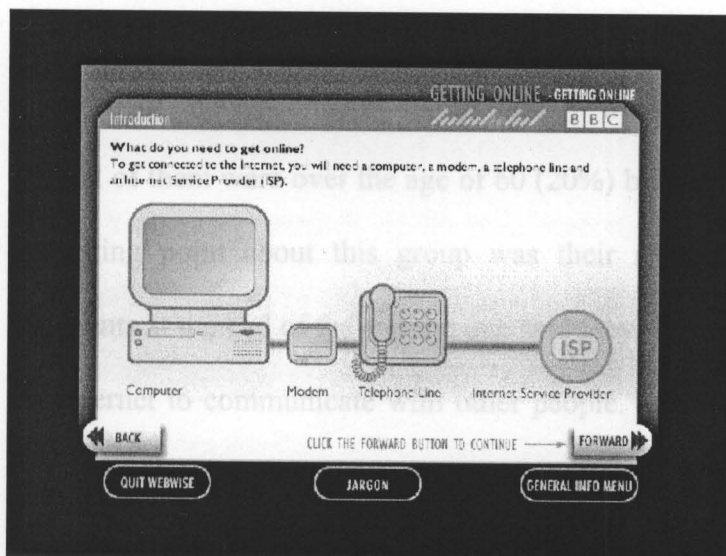 GETTING ONLINE - GETTING ONLINE
Introduction
BBC
What do you need to get online?
To get connected to the Internet, you will need a computer, a modem, a telephone line and
an Internet Service Provider (ISP).
over the age of 60 (20%)
point about this group was their
ISP
Computer Modem Telephone Line Internet Service Provider
to communicate with other people.
BACK CLICK THE FORWARD BUTTON TO CONTINUE FORWARD
QUIT WEBWISE JARGON GENERAL INFO MENU